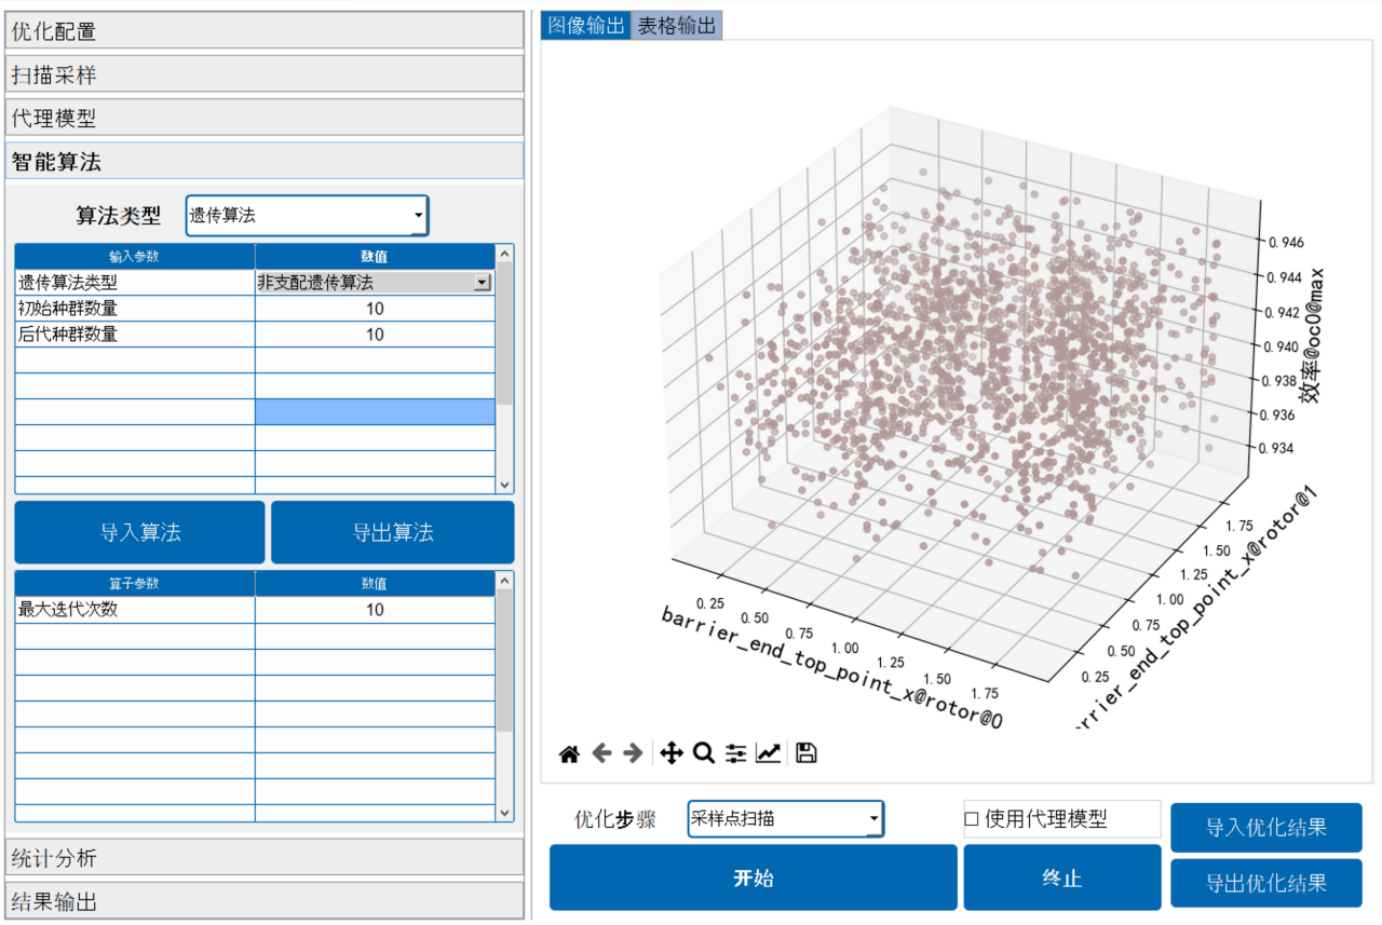 优化配置
扫描采样
代理模型
智能算法
算法类型 遗传算法
输入参数 数值
遗传算法类型 非支配遗传算法
初始种群数量 10
后代种群数量 10
导入算法 导出算法
算子参数 数值
最大迭代次数 10
统计分析
结果输出
图像输出 表格输出
0.946
0.944
0.942
0.940
0.938
0.936
0.934
效率@oc0@max
1.75
1.50
1.25
1.00
0.75
0.50
0.25
rrier_end_top_point_x@rotor@1
0.25
0.50
0.75
1.00
1.25
1.50
1.75
barrier_end_top_point_x@rotor@0
优化步骤 采样点扫描 使用代理模型 导入优化结果
开始 终止 导出优化结果